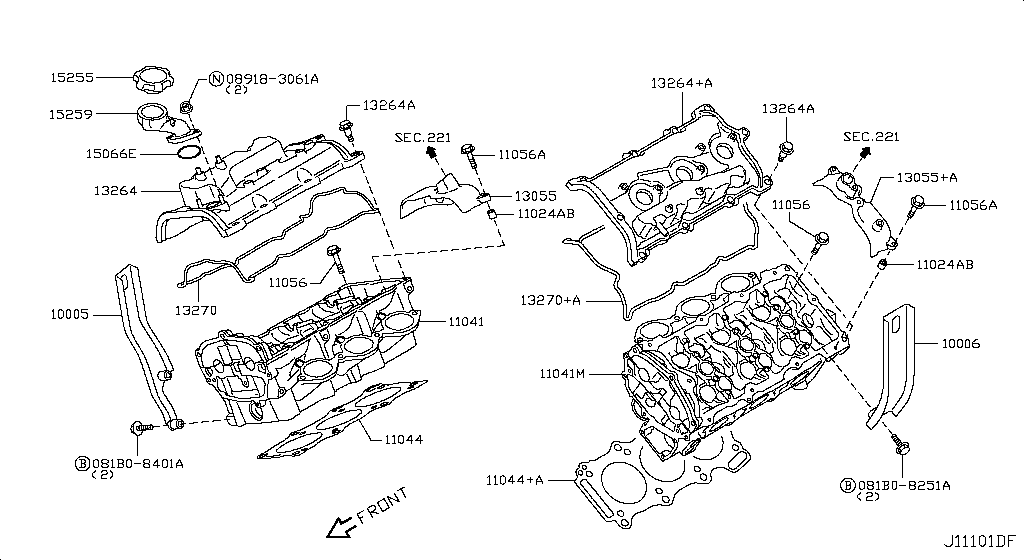 15255
N 08918-3061A
(2)
15259
13264A
15066E
SEC.221
11056A
13264
13055
11024AB
11056
10005
13270
11041
11044
B 081B0-8401A
(2)
FRONT
13264+A
13264A
SEC.221
13055+A
11056
11056A
11024AB
13270+A
10006
11041M
11044+A
B 081B0-8251A
(2)
J11101DF